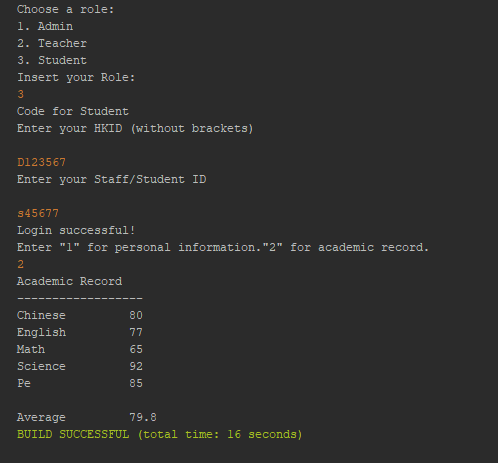 Choose a role:
1. Admin
2. Teacher
3. Student
Insert your Role:
3
Code for Student
Enter your HKID (without brackets)
D123567
Enter your Staff/Student ID
s45677
Login successful!
Enter "1" for personal information."2" for academic record.
2
Academic Record
------------------
Chinese 80
English 77
Math 65
Science 92
Pe 85
Average 79.8
BUILD SUCCESSFUL (total time: 16 seconds)